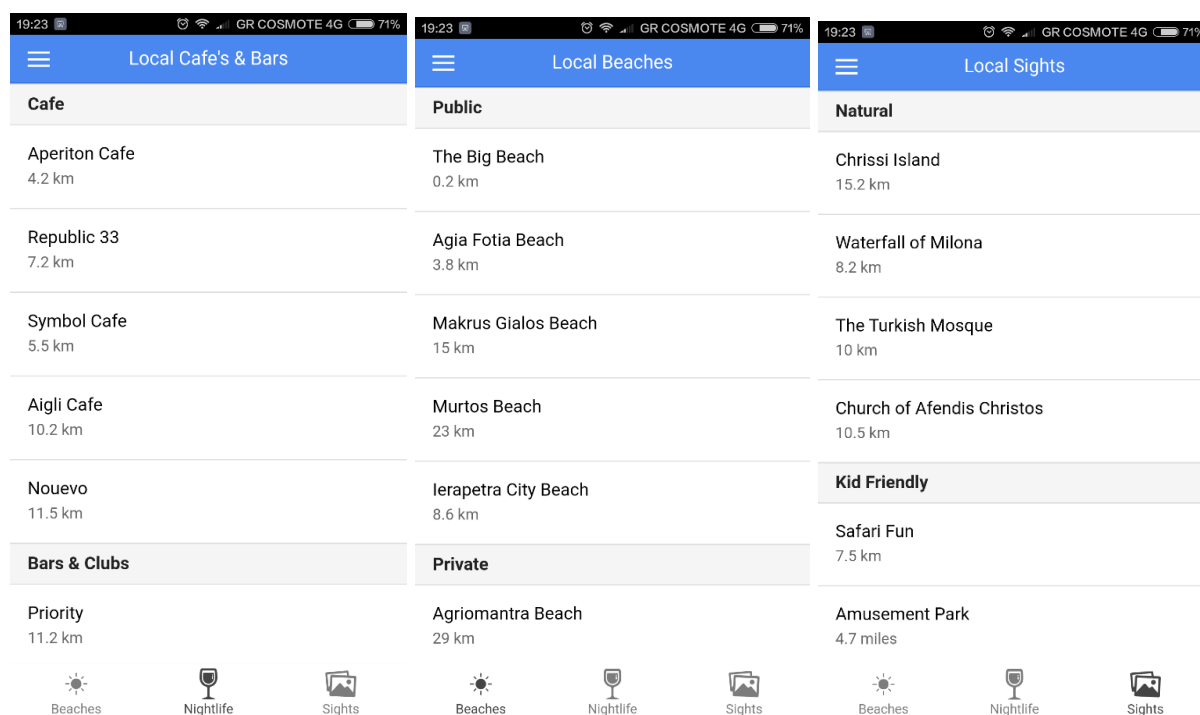 19:23 GR COSMOTE 4G 71%
Local Cafe's & Bars
Cafe
Aperiton Cafe
4.2 km
Republic 33
7.2 km
Symbol Cafe
5.5 km
Aigli Cafe
10.2 km
Nouevo
11.5 km
Bars & Clubs
Priority
11.2 km
Beaches Nightlife Sights
19:23 GR COSMOTE 4G 71%
Local Beaches
Public
The Big Beach
0.2 km
Agia Fotia Beach
3.8 km
Makrus Gialos Beach
15 km
Murtos Beach
23 km
Ierapetra City Beach
8.6 km
Private
Agriomantra Beach
29 km
Beaches Nightlife Sights
19:23 GR COSMOTE 4G 71%
Local Sights
Natural
Chrissi Island
15.2 km
Waterfall of Milona
8.2 km
The Turkish Mosque
10 km
Church of Afendis Christos
10.5 km
Kid Friendly
Safari Fun
7.5 km
Amusement Park
4.7 miles
Beaches Nightlife Sights